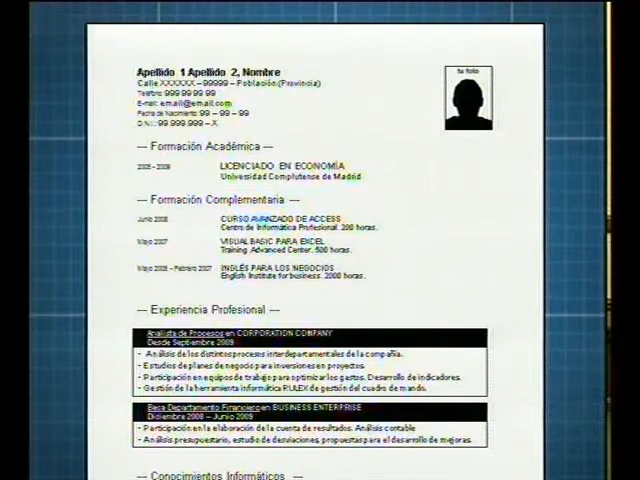 Apellido 1 Apellido 2, Nombre
Calle XXXXXX – 99999 – Población (Provincia)
Teléfono: 999 99 99 99
E-mail: email@email.com
Fecha de Nacimiento: 99 – 99 – 99
D.N.I.: 99.999.999 – X
tu foto
--- Formación Académica ---
2005 – 2009 LICENCIADO EN ECONOMÍA
Universidad Complutense de Madrid
--- Formación Complementaria ---
Junio 2008 CURSO AVANZADO DE ACCESS
Centro de Informática Profesional. 200 horas.
Mayo 2007 VISUAL BASIC PARA EXCEL
Training Advanced Center. 500 horas.
Mayo 2006 – Febrero 2007 INGLÉS PARA LOS NEGOCIOS
English Institute for business. 2000 horas.
--- Experiencia Profesional ---
Analista de Procesos en CORPORATION COMPANY
Desde Septiembre 2009
- Análisis de los distintos procesos interdepartamentales de la compañía.
- Estudios de planes de negocio para inversiones en proyectos.
- Participación en equipos de trabajo para optimizar los gastos. Desarrollo de indicadores.
- Gestión de la herramienta informática RULEX de gestión del cuadro de mando.
Beca Departamento Financiero en BUSINESS ENTERPRISE
Diciembre 2008 – Junio 2009
- Participación en la elaboración de la cuenta de resultados. Análisis contable
- Análisis presupuestario, estudio de desviaciones, propuestas para el desarrollo de mejoras.
--- Conocimientos Informáticos ---